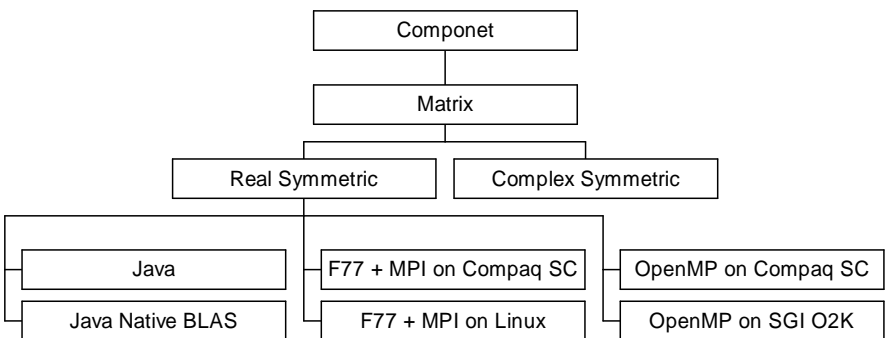 Componet
Matrix
Real Symmetric
Complex Symmetric
Java
F77 + MPI on Compaq SC
OpenMP on Compaq SC
Java Native BLAS
F77 + MPI on Linux
OpenMP on SGI O2K